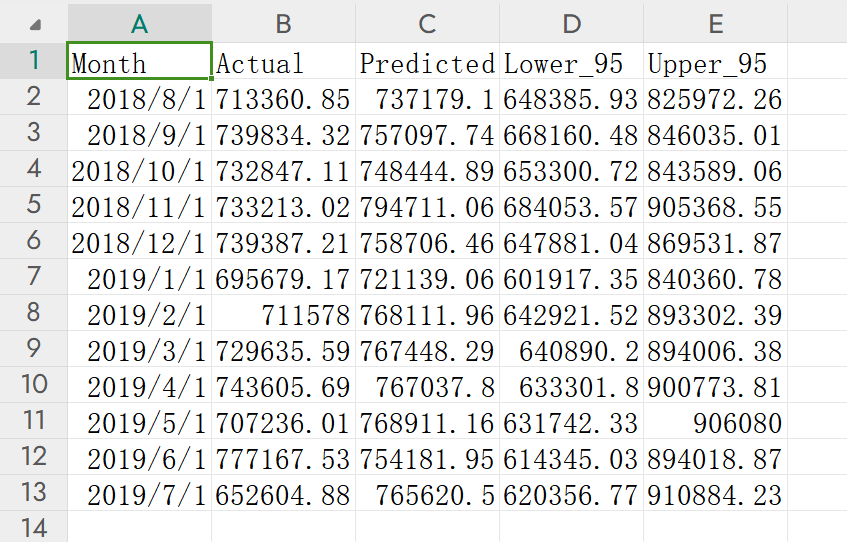 A B C D E
1 Month Actual Predicted Lower_95 Upper_95
2 2018/8/1 713360.85 737179.1 648385.93 825972.26
3 2018/9/1 739834.32 757097.74 668160.48 846035.01
4 2018/10/1 732847.11 748444.89 653300.72 843589.06
5 2018/11/1 733213.02 794711.06 684053.57 905368.55
6 2018/12/1 739387.21 758706.46 647881.04 869531.87
7 2019/1/1 695679.17 721139.06 601917.35 840360.78
8 2019/2/1 711578 768111.96 642921.52 893302.39
9 2019/3/1 729635.59 767448.29 640890.2 894006.38
10 2019/4/1 743605.69 767037.8 633301.8 900773.81
11 2019/5/1 707236.01 768911.16 631742.33 906080
12 2019/6/1 777167.53 754181.95 614345.03 894018.87
13 2019/7/1 652604.88 765620.5 620356.77 910884.23
14